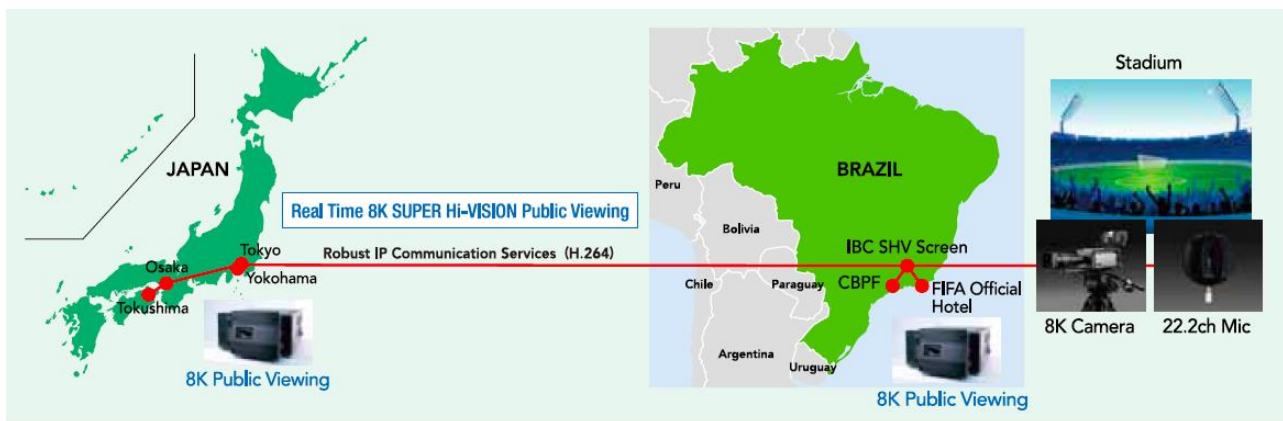 Stadium
JAPAN
BRAZIL
Peru
Real Time 8K SUPER Hi-VISION Public Viewing
Bolivia
Tokyo
Robust IP Communication Services (H.264)
IBC SHV Screen
Osaka
Yokohama
Chile
Paraguay
CBPF
FIFA Official
Hotel
Tokushima
8K Camera
22.2ch Mic
Argentina
Uruguay
8K Public Viewing
8K Public Viewing